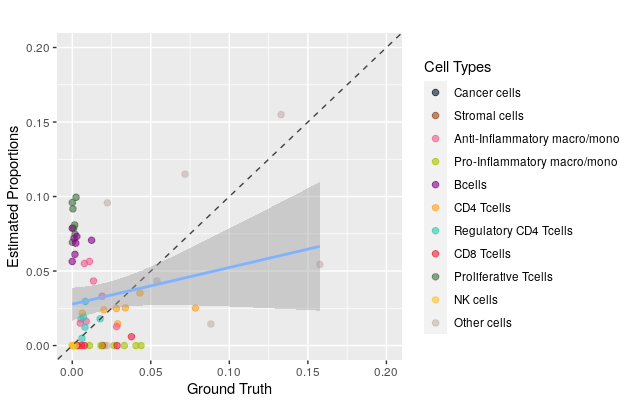 0.20
0.15
0.10
0.05
0.00
Estimated Proportions
0.00 0.05 0.10 0.15 0.20
Ground Truth
Cell Types
Cancer cells
Stromal cells
Anti-Inflammatory macro/mono
Pro-Inflammatory macro/mono
Bcells
CD4 Tcells
Regulatory CD4 Tcells
CD8 Tcells
Proliferative Tcells
NK cells
Other cells